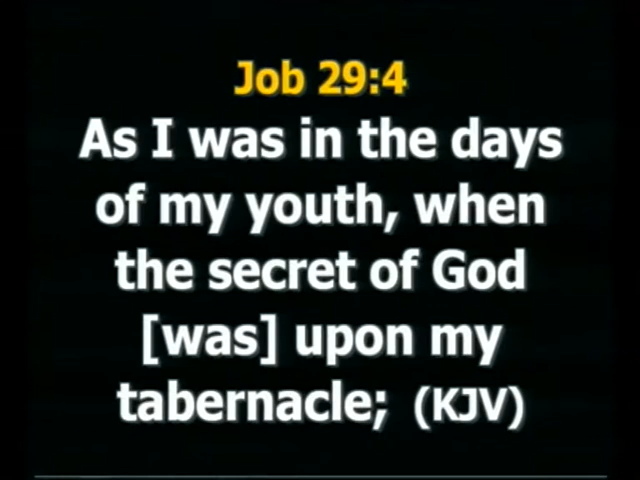 Job 29:4
As I was in the days
of my youth, when
the secret of God
[was] upon my
tabernacle; (KJV)